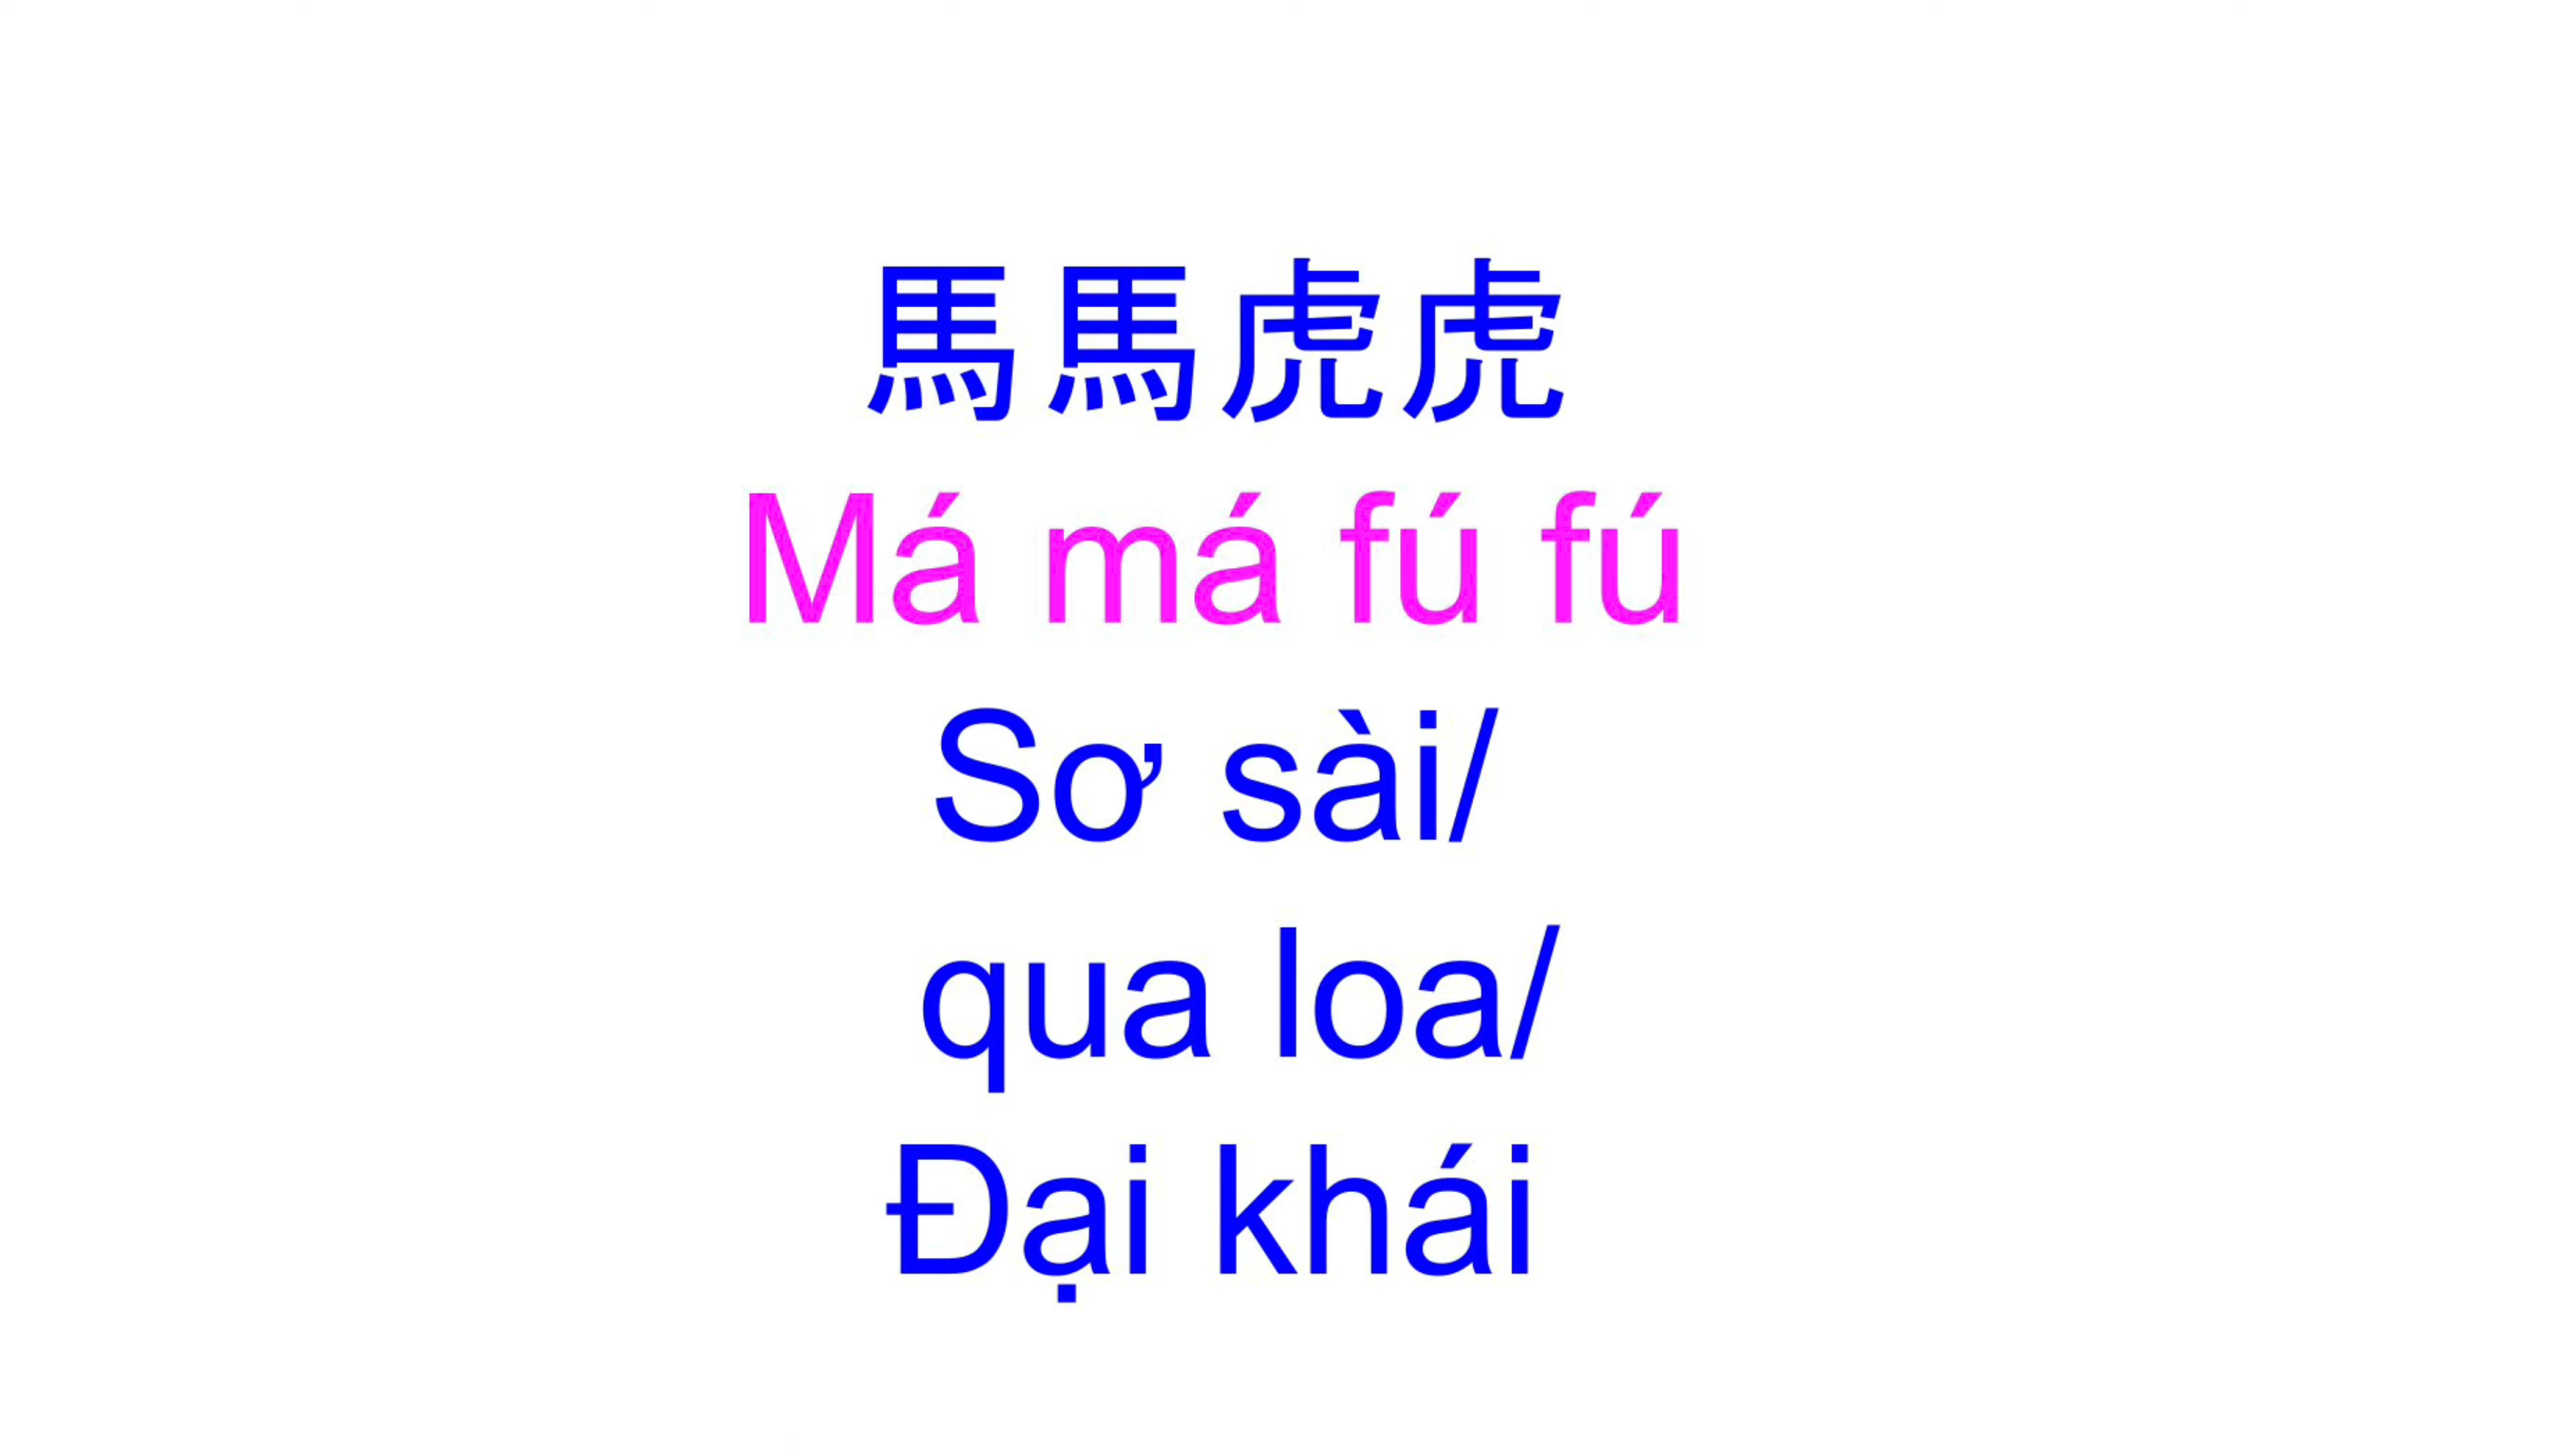 馬馬虎虎
Má má fú fú
Sơ sài/
qua loa/
Đại khái